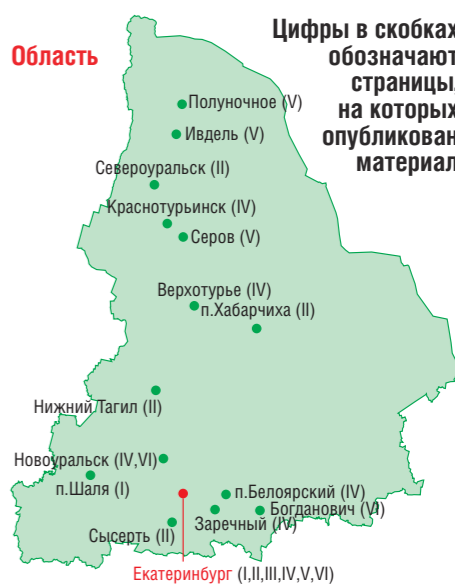 Область
Цифры в скобках
обозначают
страницы,
на которых
опубликован
материал
Полуночное (V)
Ивдель (V)
Североуральск (II)
Краснотурьинск (IV)
Серов (V)
Верхотурье (IV)
п.Хабарчиха (II)
Нижний Тагил (II)
Новоуральск (IV,VI)
п.Шаля (I)
п.Белоярский (IV)
Богданович (VI)
Заречный (IV)
Сысерть (II)
Екатеринбург (I,II,III,IV,V,VI)